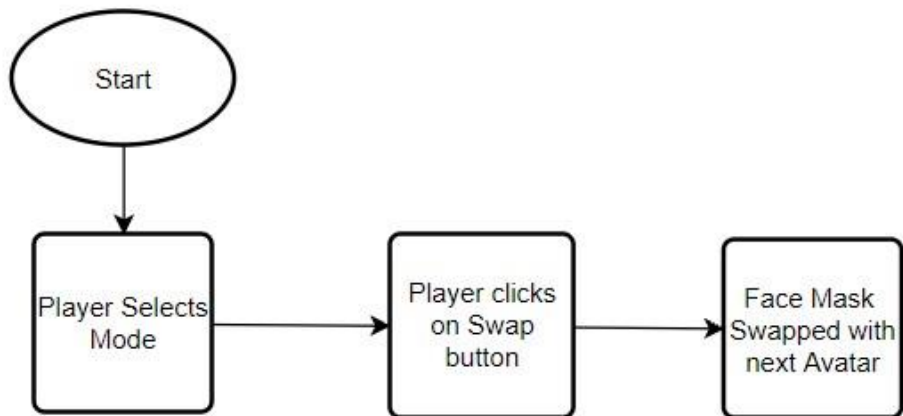 Start
Player Selects
Mode
Player clicks
on Swap
button
Face Mask
Swapped with
next Avatar